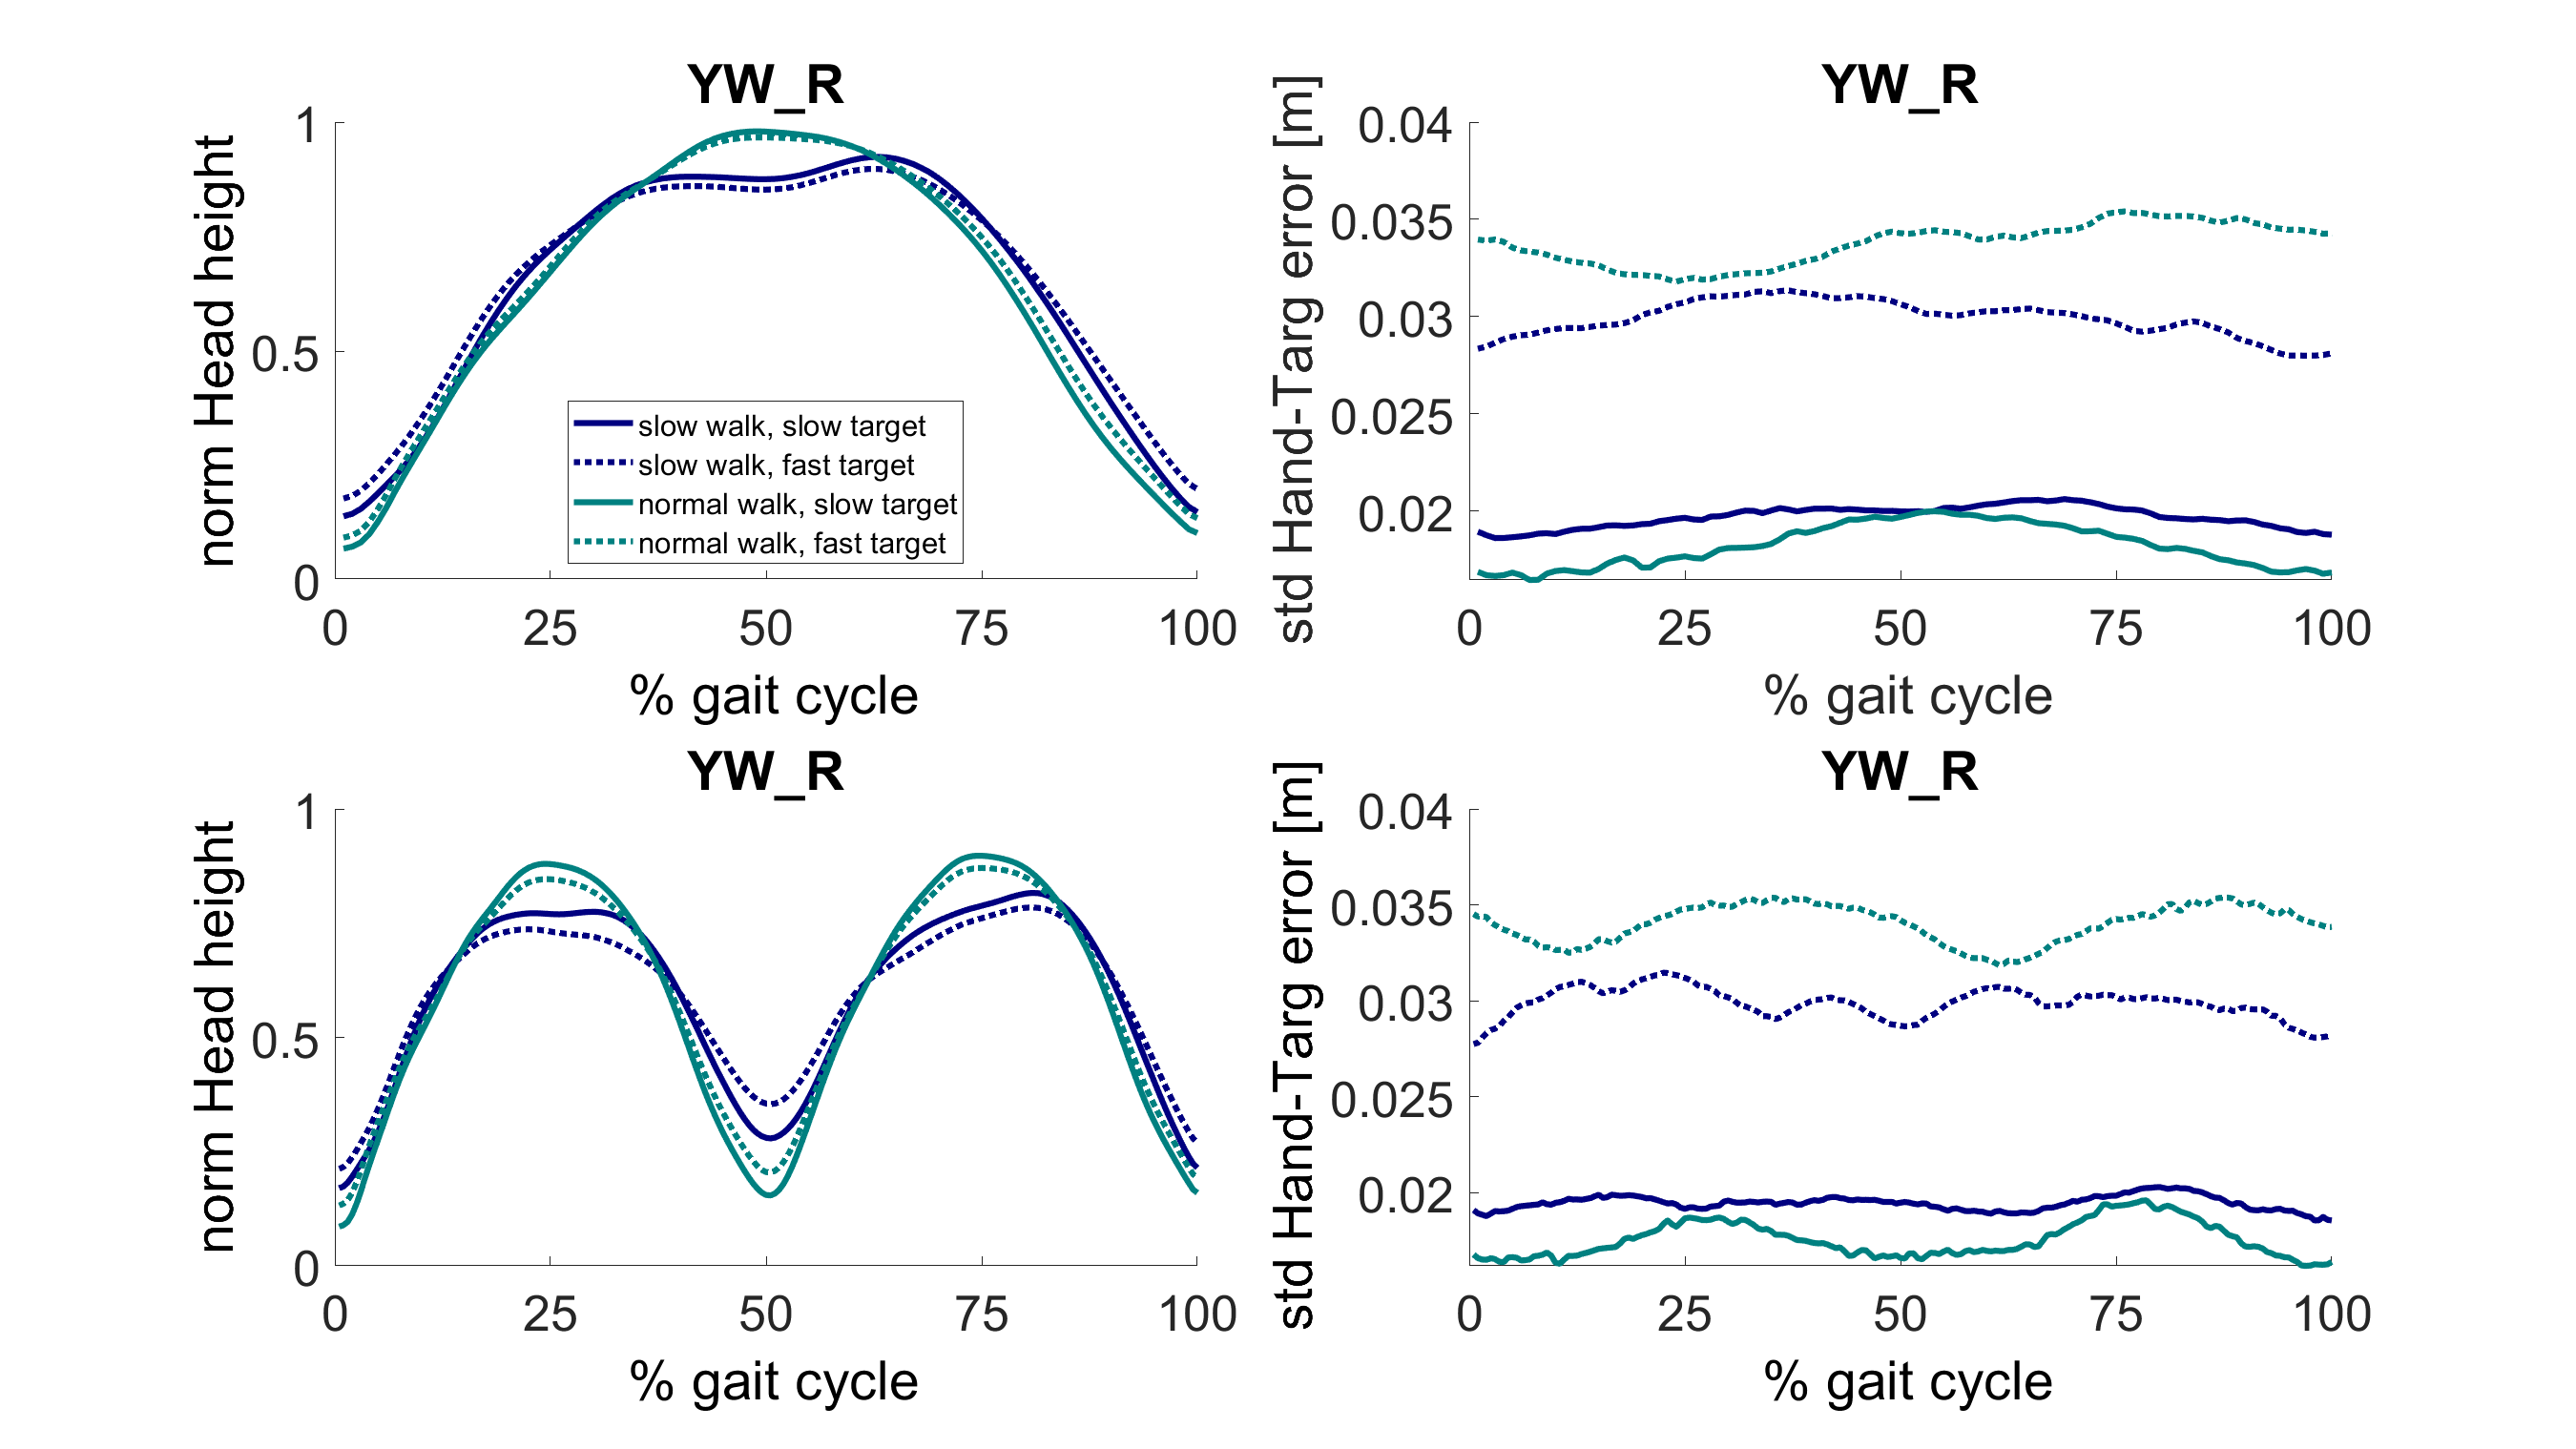 YW_R
norm Head height
1
0.5
0
slow walk, slow target
slow walk, fast target
normal walk, slow target
normal walk, fast target
0 25 50 75 100
% gait cycle
YW_R
std Hand-Targ error [m]
0.04
0.035
0.03
0.025
0.02
0 25 50 75 100
% gait cycle
YW_R
norm Head height
1
0.5
0
0 25 50 75 100
% gait cycle
YW_R
std Hand-Targ error [m]
0.04
0.035
0.03
0.025
0.02
0 25 50 75 100
% gait cycle